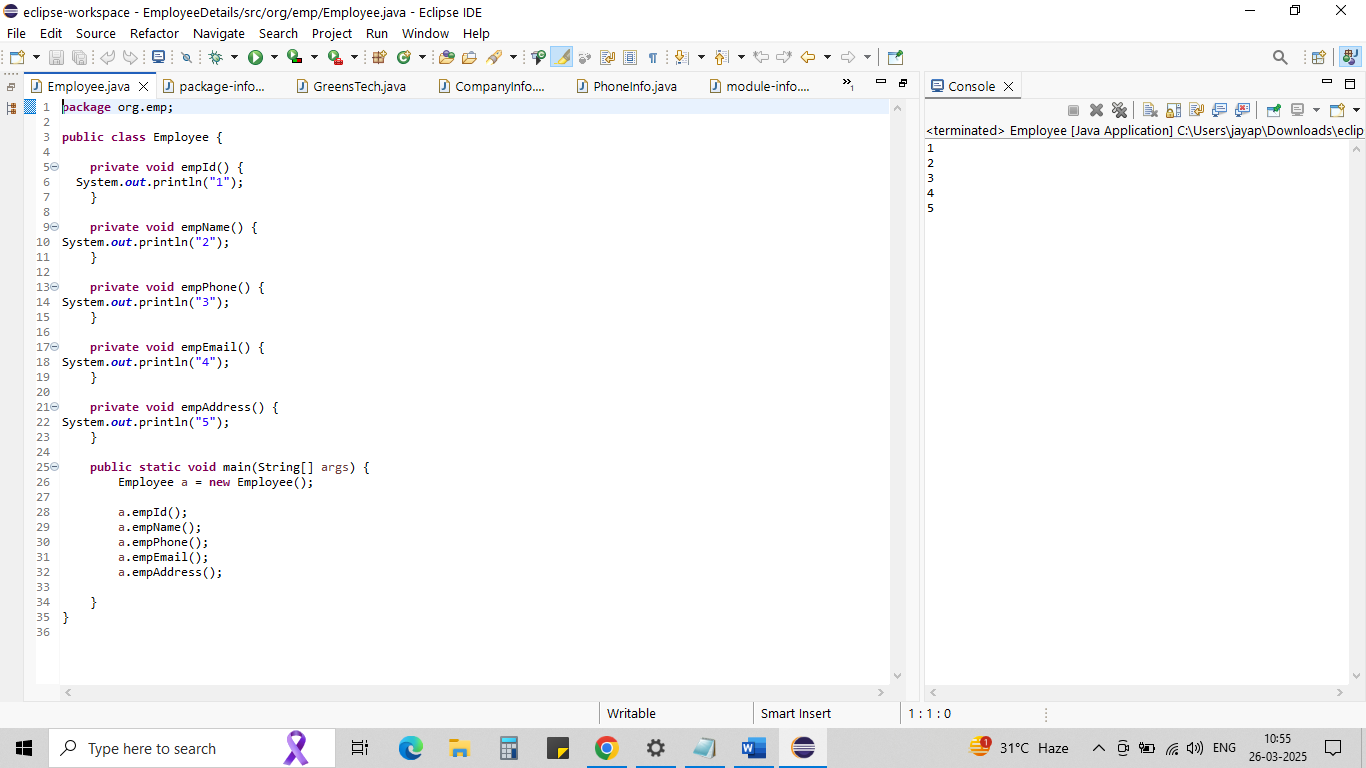 eclipse-workspace - EmployeeDetails/src/org/emp/Employee.java - Eclipse IDE
File Edit Source Refactor Navigate Search Project Run Window Help
Employee.java package-info.... GreensTech.java CompanyInfo.... PhoneInfo.java module-info.... »1
Console
<terminated> Employee [Java Application] C:\Users\jayap\Downloads\eclip
1 package org.emp;
2
3 public class Employee {
4
5 private void empId() {
6 System.out.println("1");
7 }
8
9 private void empName() {
10 System.out.println("2");
11 }
12
13 private void empPhone() {
14 System.out.println("3");
15 }
16
17 private void empEmail() {
18 System.out.println("4");
19 }
20
21 private void empAddress() {
22 System.out.println("5");
23 }
24
25 public static void main(String[] args) {
26 Employee a = new Employee();
27
28 a.empId();
29 a.empName();
30 a.empPhone();
31 a.empEmail();
32 a.empAddress();
33
34 }
35 }
36
1
2
3
4
5
Writable Smart Insert 1 : 1 : 0
Type here to search
1
31°C Haze
ENG
10:55
26-03-2025